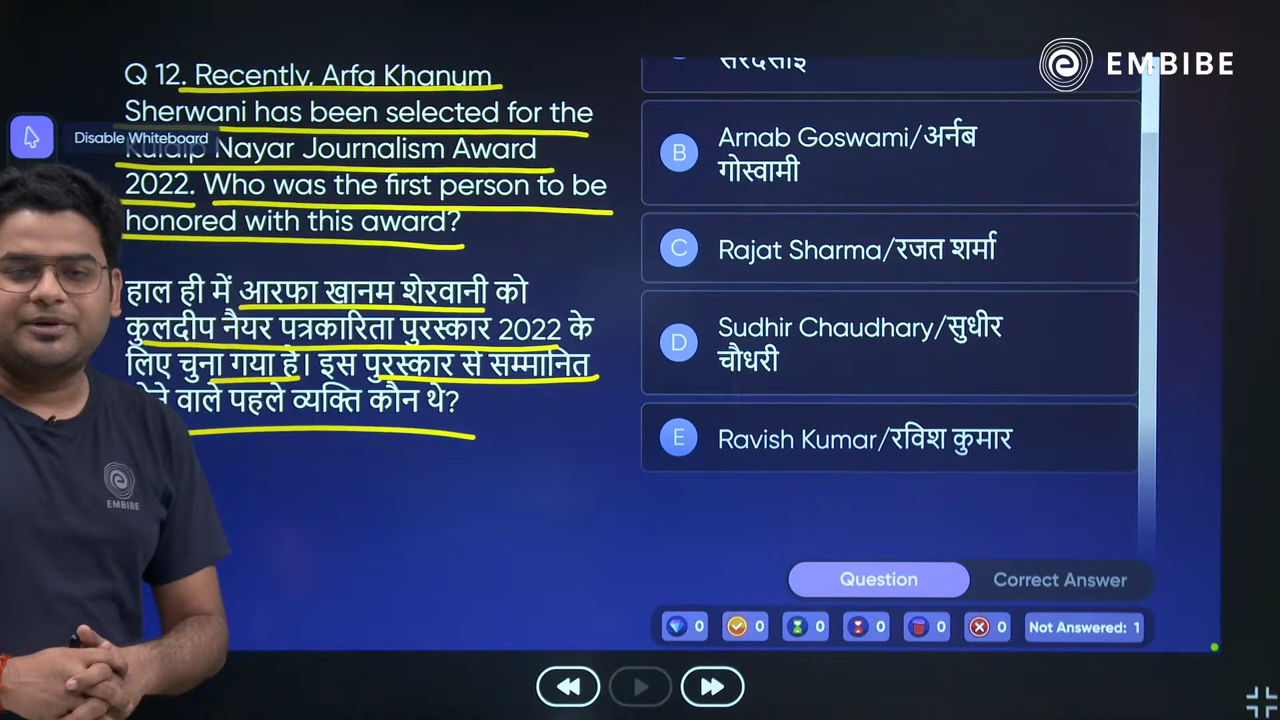 EMBIBE
Q 12. Recently, Arfa Khanum
Sherwani has been selected for the
Disable Whiteboard
Kuldip Nayar Journalism Award
2022. Who was the first person to be
honored with this award?
हाल ही में आरफा खानम शेरवानी को
कुलदीप नैयर पत्रकारिता पुरस्कार 2022 के
लिए चुना गया है। इस पुरस्कार से सम्मानित
वाले पहले व्यक्ति कौन थे?
EMBIBE
सरदेसाई
B Arnab Goswami/अर्नब
गोस्वामी
C Rajat Sharma/रजत शर्मा
D Sudhir Chaudhary/सुधीर
चौधरी
E Ravish Kumar/रविश कुमार
Question Correct Answer
0 0 0 0 0 0 Not Answered: 1